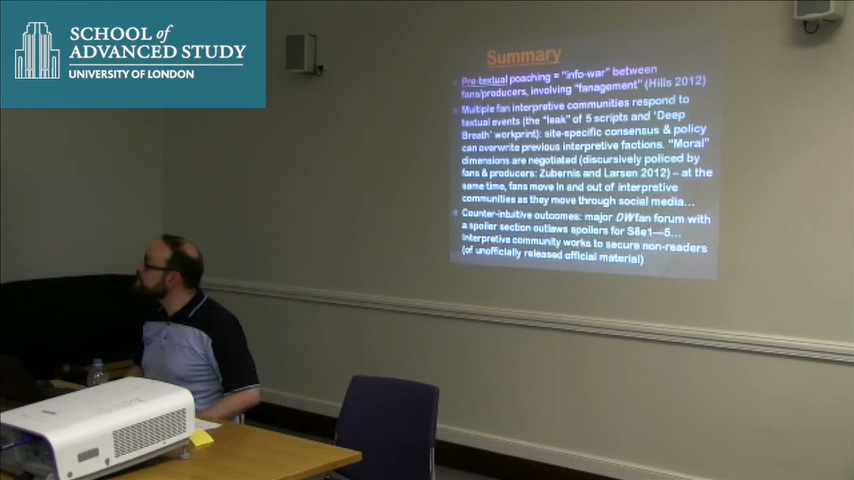 SCHOOL of
ADVANCED STUDY
UNIVERSITY OF LONDON
Summary
Pre-textual poaching = "info-war" between
fans/producers, involving "fanagement" (Hills 2012)
Multiple fan interpretive communities respond to
textual events (the "leak" of 5 scripts and 'Deep
Breath' workprint): site-specific consensus & policy
can overwrite previous interpretive factions. "Moral"
dimensions are negotiated (discursively policed by
fans & producers: Zubernis and Larsen 2012) – at the
same time, fans move in and out of interpretive
communities as they move through social media...
Counter-intuitive outcomes: major DW fan forum with
a spoiler section outlaws spoilers for S8e1—5...
Interpretive community works to secure non-readers
(of unofficially released official material)